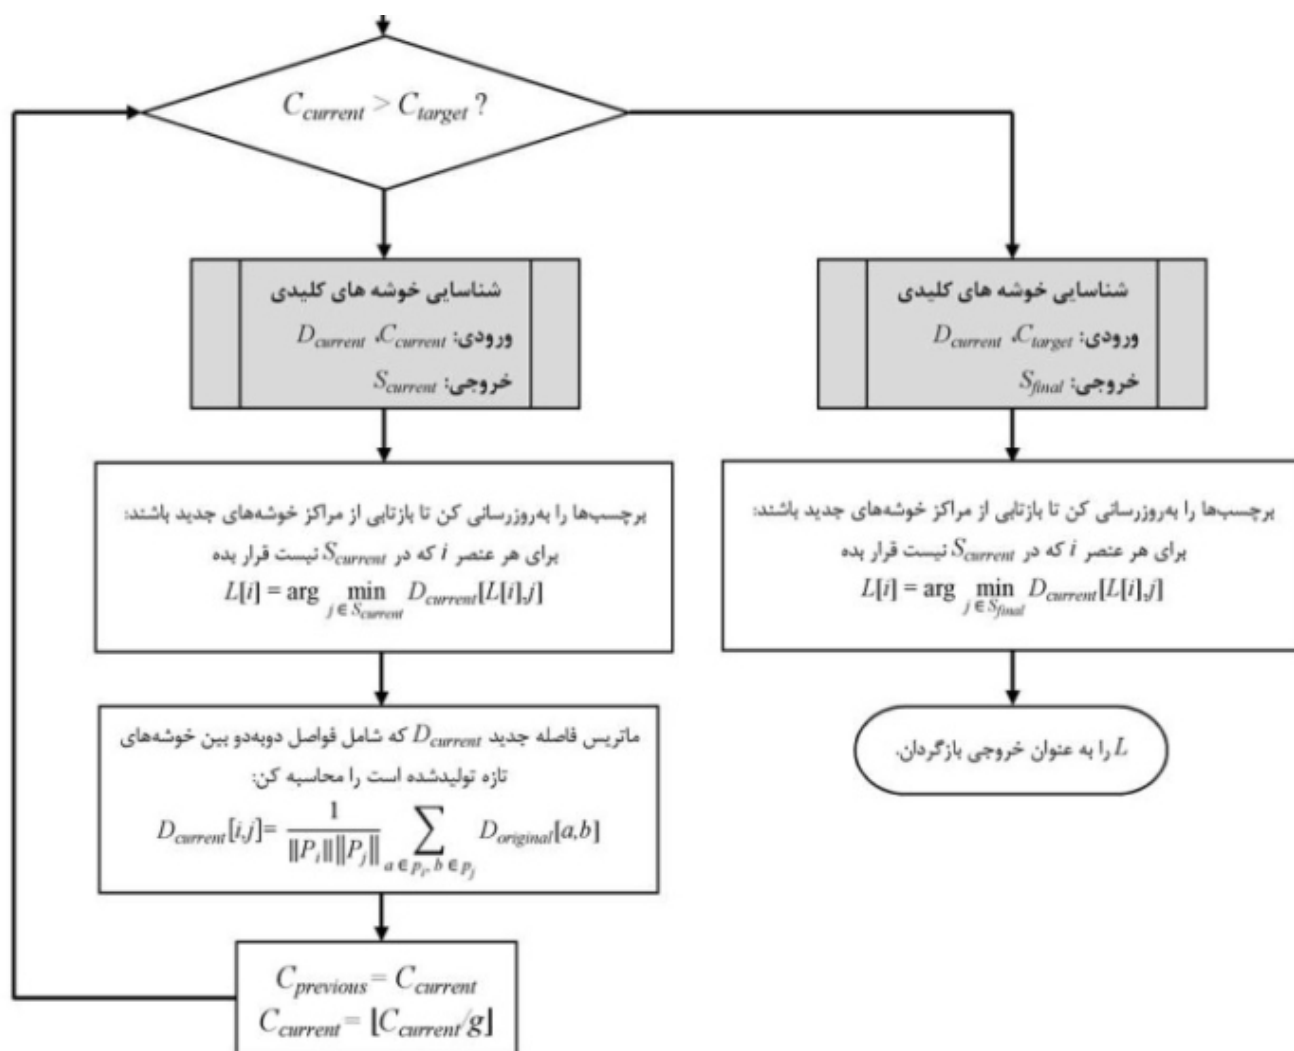 C_current > C_target ?
شناسایی خوشه های کلیدی
ورودی: D_current ،C_current
خروجی: S_current
برچسب‌ها را به‌روزرسانی کن تا بازتابی از مراکز خوشه‌های جدید باشند:
برای هر عنصر i که در S_current نیست قرار بده
L[i] = arg min_{j ∈ S_current} D_current[L[i],j]
ماتریس فاصله جدید D_current که شامل فواصل دوبه‌دو بین خوشه‌های
تازه تولیدشده است را محاسبه کن:
D_current[i,j]= 1 / ‖P_i‖‖P_j‖ ∑_{a ∈ p_i, b ∈ p_j} D_original[a,b]
C_previous = C_current
C_current = ⌊C_current/g⌋
شناسایی خوشه های کلیدی
ورودی: D_current ،C_target
خروجی: S_final
برچسب‌ها را به‌روزرسانی کن تا بازتابی از مراکز خوشه‌های جدید باشند:
برای هر عنصر i که در S_current نیست قرار بده
L[i] = arg min_{j ∈ S_final} D_current[L[i],j]
L را به عنوان خروجی بازگردان.